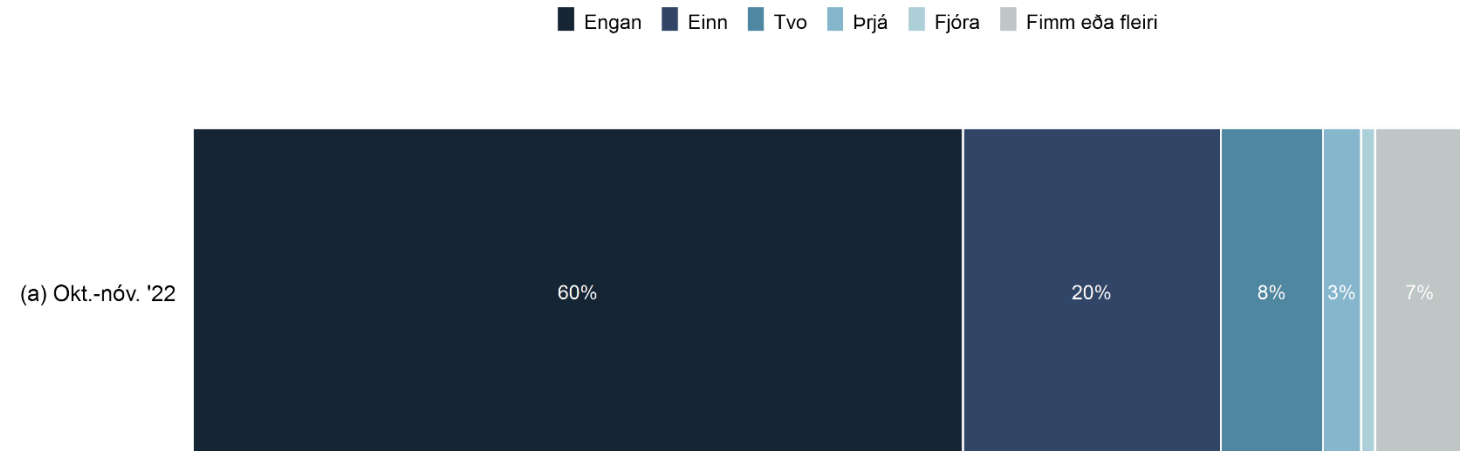 Engan Einn Tvo Þrjá Fjóra Fimm eða fleiri
(a) Okt.-nóv. '22 60% 20% 8% 3% 7%